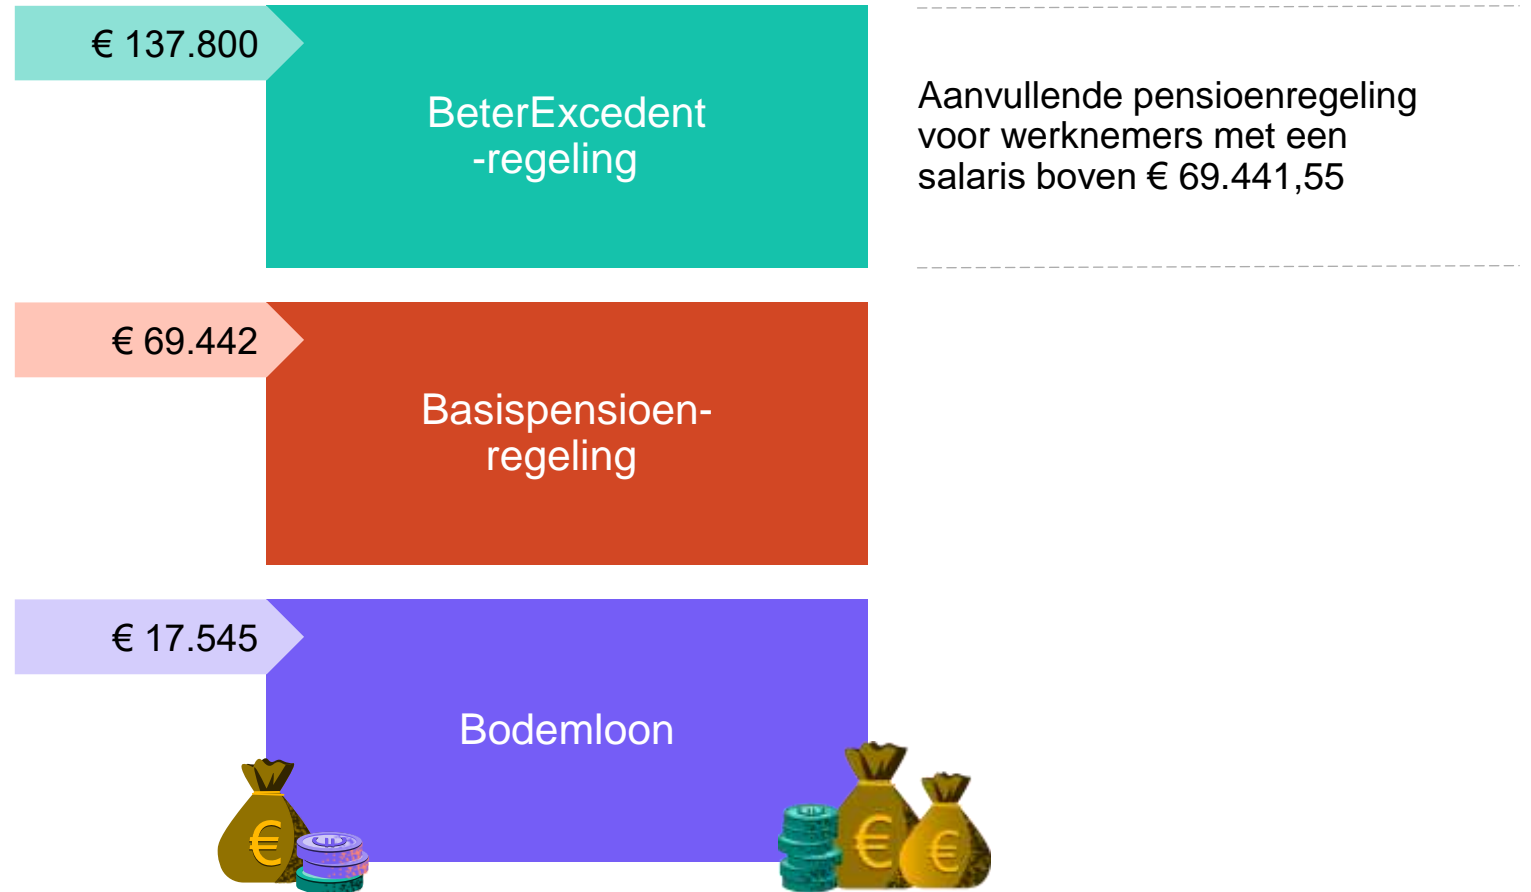 € 137.800
BeterExcedent
-regeling
Aanvullende pensioenregeling
voor werknemers met een
salaris boven € 69.441,55
€ 69.442
Basispensioen-
regeling
€ 17.545
Bodemloon
€
€
€